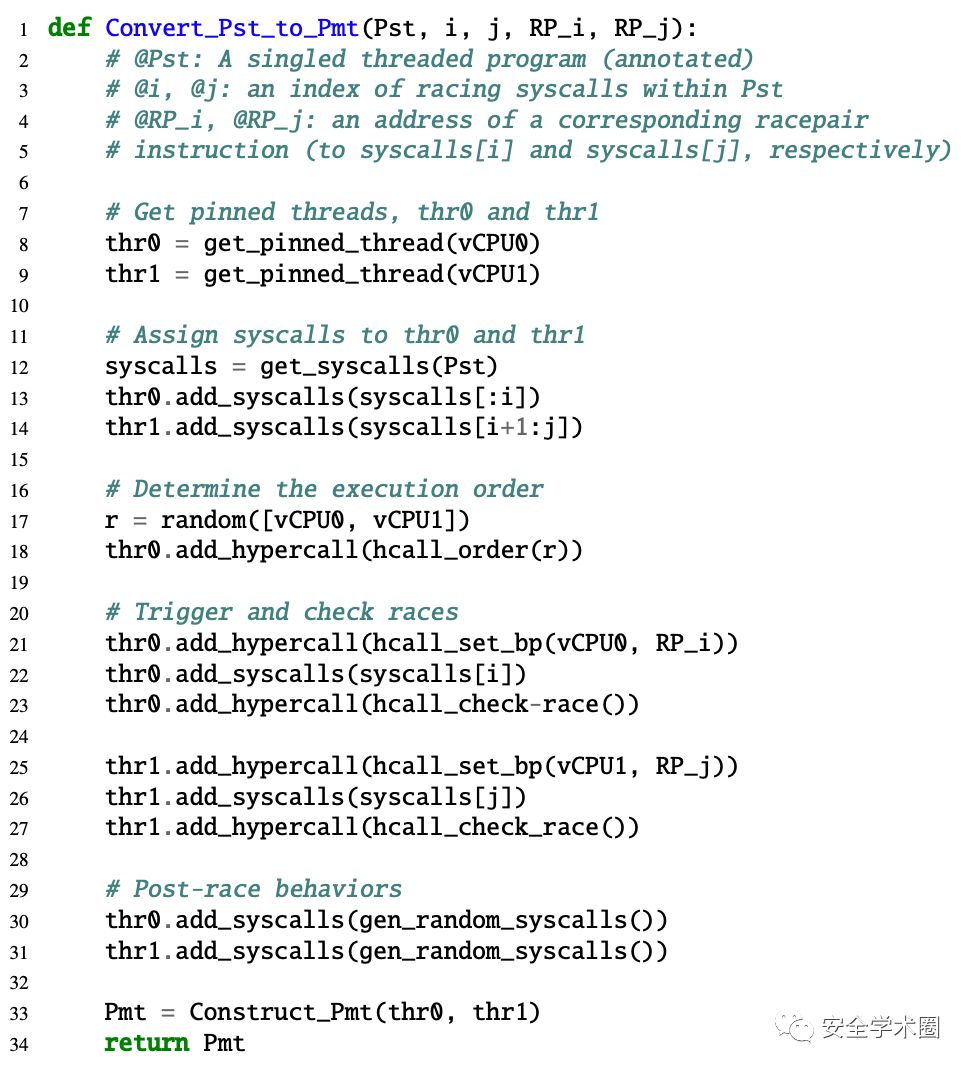 1 def Convert_Pst_to_Pmt(Pst, i, j, RP_i, RP_j):
2 # @Pst: A singled threaded program (annotated)
3 # @i, @j: an index of racing syscalls within Pst
4 # @RP_i, @RP_j: an address of a corresponding racepair
5 # instruction (to syscalls[i] and syscalls[j], respectively)
6
7 # Get pinned threads, thr0 and thr1
8 thr0 = get_pinned_thread(vCPU0)
9 thr1 = get_pinned_thread(vCPU1)
10
11 # Assign syscalls to thr0 and thr1
12 syscalls = get_syscalls(Pst)
13 thr0.add_syscalls(syscalls[:i])
14 thr1.add_syscalls(syscalls[i+1:j])
15
16 # Determine the execution order
17 r = random([vCPU0, vCPU1])
18 thr0.add_hypercall(hcall_order(r))
19
20 # Trigger and check races
21 thr0.add_hypercall(hcall_set_bp(vCPU0, RP_i))
22 thr0.add_syscalls(syscalls[i])
23 thr0.add_hypercall(hcall_check-race())
24
25 thr1.add_hypercall(hcall_set_bp(vCPU1, RP_j))
26 thr1.add_syscalls(syscalls[j])
27 thr1.add_hypercall(hcall_check_race())
28
29 # Post-race behaviors
30 thr0.add_syscalls(gen_random_syscalls())
31 thr1.add_syscalls(gen_random_syscalls())
32
33 Pmt = Construct_Pmt(thr0, thr1)
34 return Pmt
安全学术圈